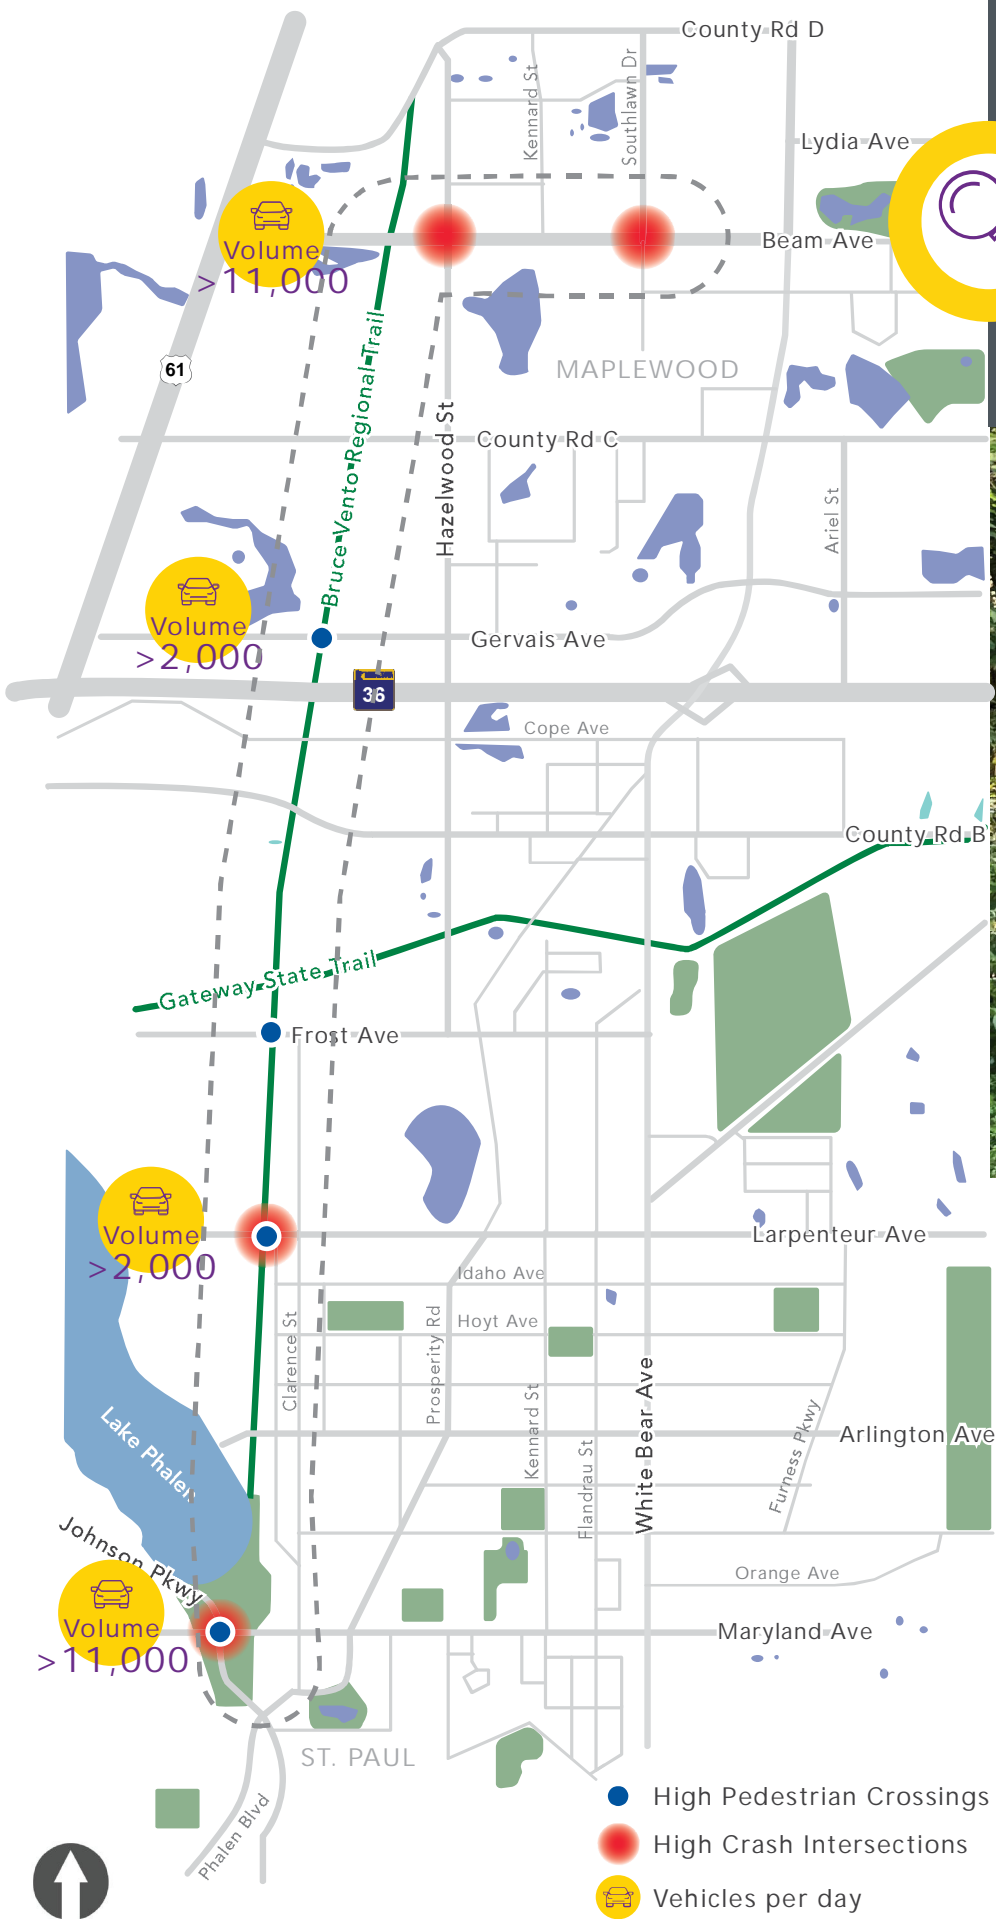 County Rd D
Kennard St
Southlawn Dr
Lydia Ave
Volume
>11,000
Beam Ave
Bruce Vento Regional Trail
61
MAPLEWOOD
Hazelwood St
County Rd C
Ariel St
Volume
>2,000
Gervais Ave
36
Cope Ave
County Rd B
Gateway State Trail
Frost Ave
Volume
>2,000
Larpenteur Ave
Idaho Ave
Hoyt Ave
Clarence St
Prosperity Rd
Kennard St
Flandrau St
White Bear Ave
Furness Pkwy
Arlington Ave
Lake Phalen
Johnson Pkwy
Orange Ave
Volume
>11,000
Maryland Ave
ST. PAUL
Phalen Blvd
High Pedestrian Crossings
High Crash Intersections
Vehicles per day